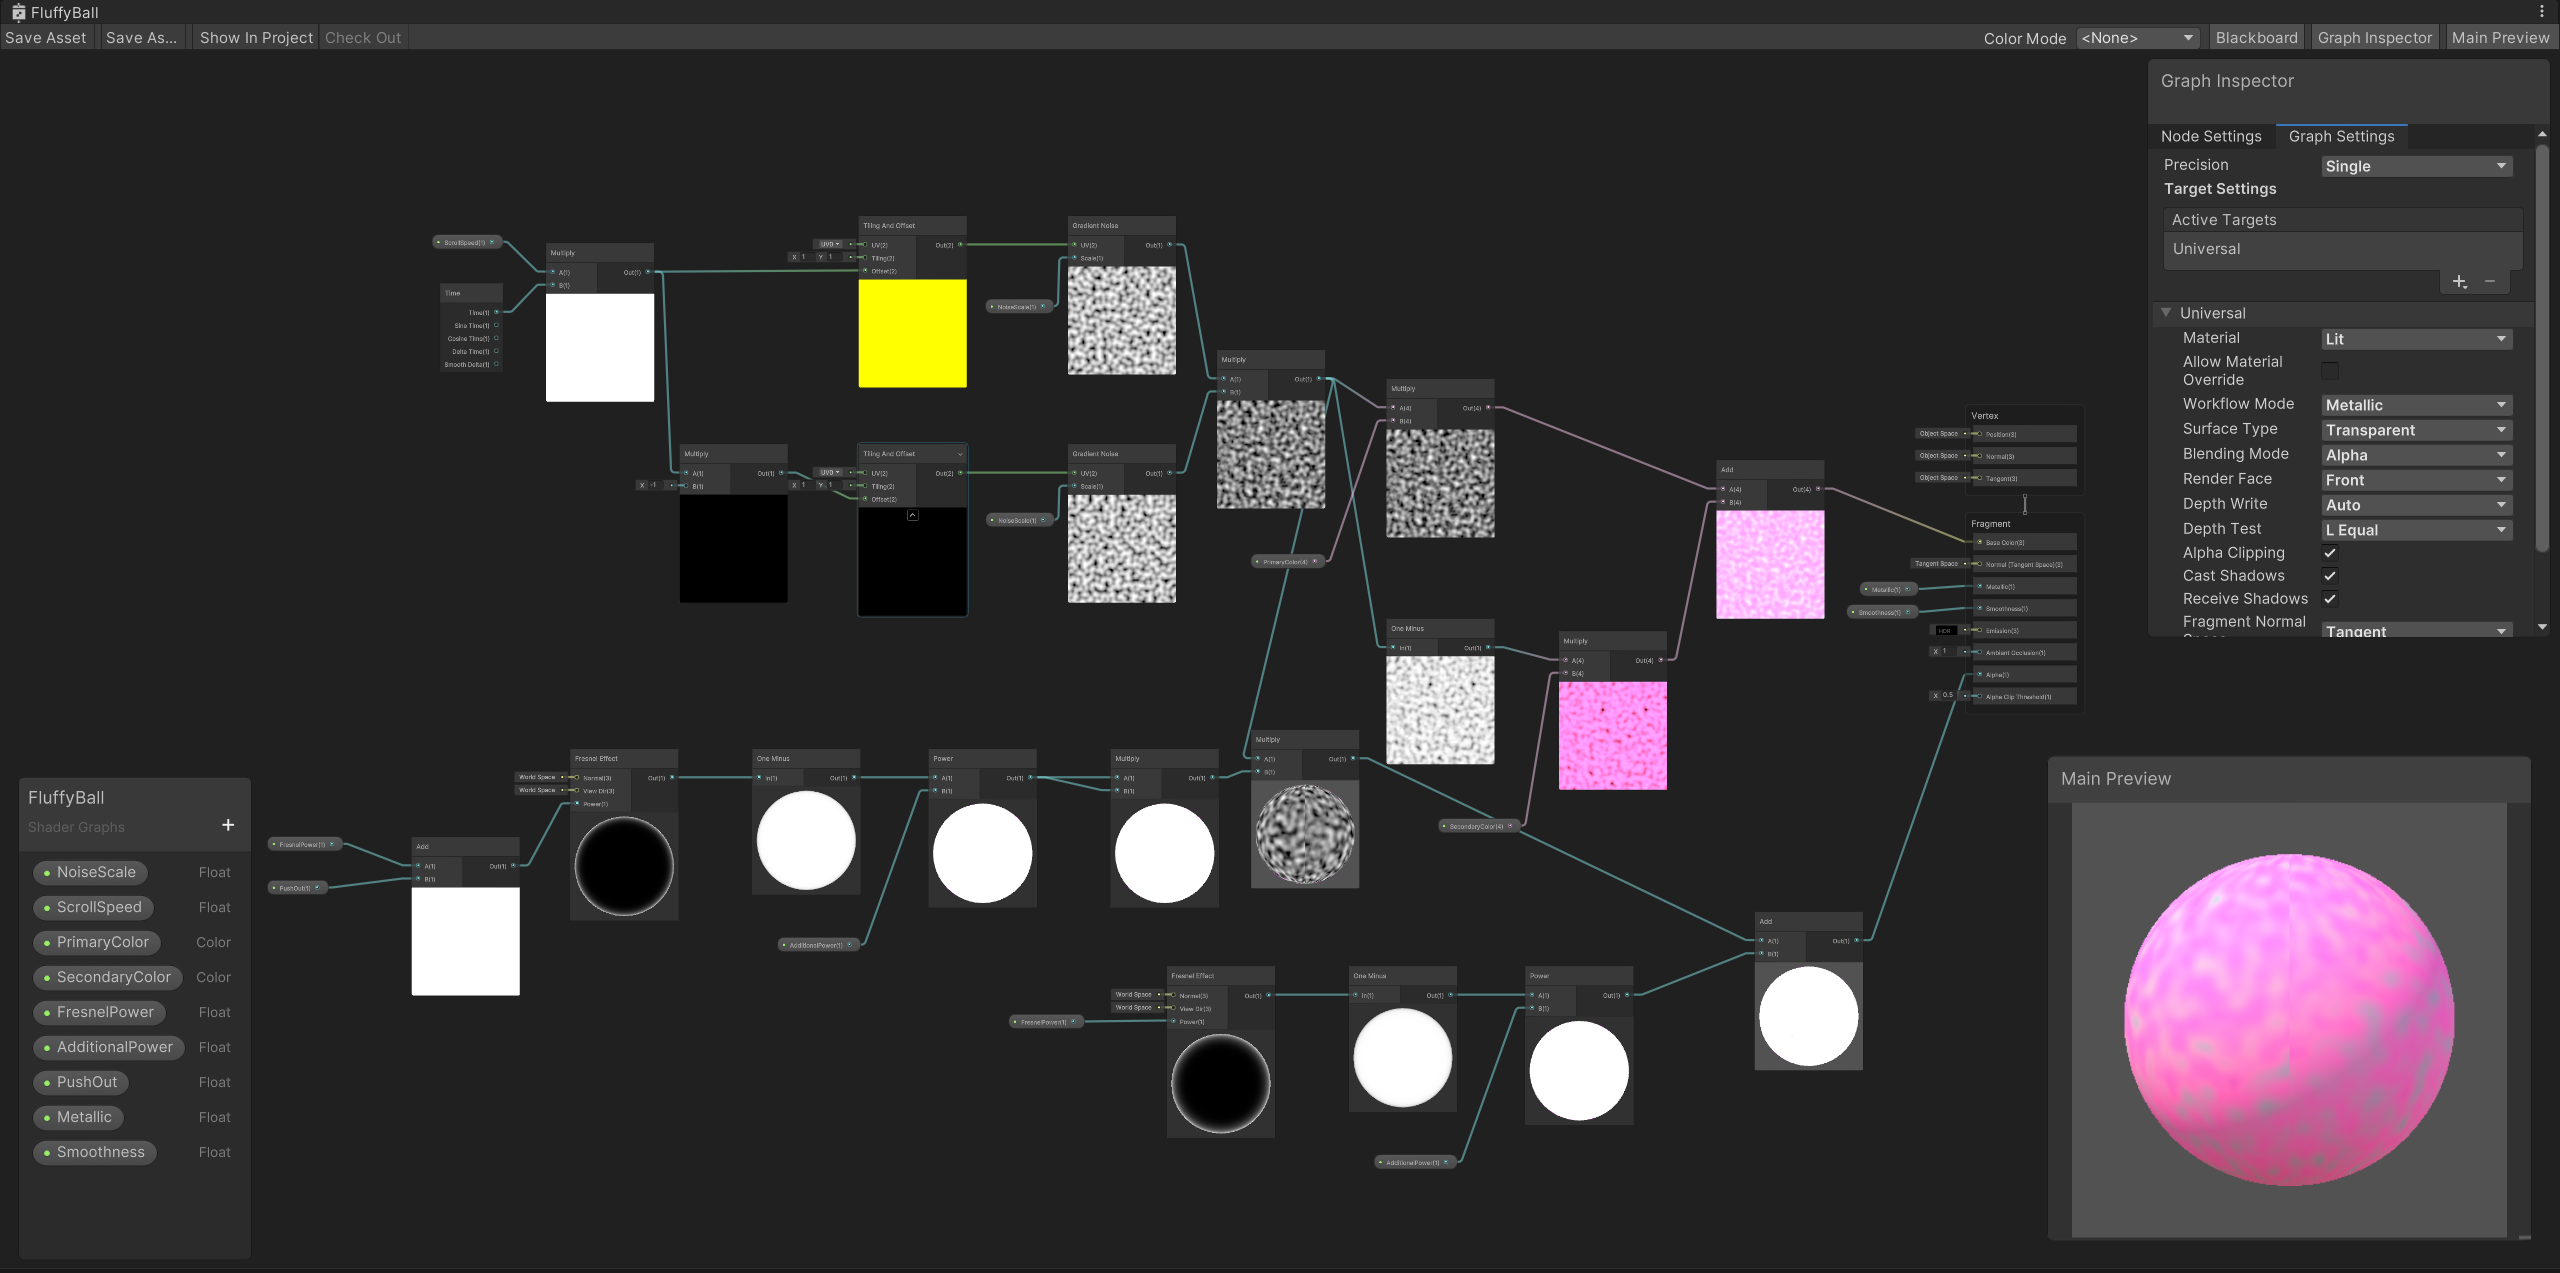 FluffyBall
Save Asset Save As... Show In Project Check Out
Color Mode <None> Blackboard Graph Inspector Main Preview
Graph Inspector
Node Settings Graph Settings
Precision Single
Target Settings
Active Targets
Universal
+ −
Universal
Material Lit
Allow Material Override
Workflow Mode Metallic
Surface Type Transparent
Blending Mode Alpha
Render Face Front
Depth Write Auto
Depth Test L Equal
Alpha Clipping
Cast Shadows
Receive Shadows
Fragment Normal
Tangent
ScrollSpeed(1)
Time
Time(1)
Sine Time(1)
Cosine Time(1)
Delta Time(1)
Smooth Delta(1)
Multiply
A(1) Out(1)
B(1)
Tiling And Offset
UV0 UV(2) Out(2)
X 1 Y 1 Tiling(2)
Offset(2)
Gradient Noise
UV(2) Out(1)
Scale(1)
NoiseScale(1)
Multiply
A(1) Out(1)
X -1 B(1)
Tiling And Offset
UV0 UV(2) Out(2)
X 1 Y 1 Tiling(2)
Offset(2)
Gradient Noise
UV(2) Out(1)
Scale(1)
NoiseScale(1)
Multiply
A(1) Out(1)
B(1)
Multiply
A(4) Out(4)
B(4)
PrimaryColor(4)
One Minus
In(1) Out(1)
Multiply
A(4) Out(4)
B(4)
SecondaryColor(4)
Add
A(4) Out(4)
B(4)
Vertex
Object Space Position(3)
Object Space Normal(3)
Object Space Tangent(3)
Fragment
Base Color(3)
Tangent Space Normal (Tangent Space)(3)
Metallic(1) Metallic(1)
Smoothness(1) Smoothness(1)
HDR Emission(3)
X 1 Ambient Occlusion(1)
Alpha(1)
X 0.5 Alpha Clip Threshold(1)
FresnelPower(1)
PushOut(1)
Add
A(1) Out(1)
B(1)
Fresnel Effect
World Space Normal(3) Out(1)
World Space View Dir(3)
Power(1)
One Minus
In(1) Out(1)
AdditionalPower(1)
Power
A(1) Out(1)
B(1)
Multiply
A(1) Out(1)
B(1)
Multiply
A(1) Out(1)
B(1)
FresnelPower(1)
Fresnel Effect
World Space Normal(3) Out(1)
World Space View Dir(3)
Power(1)
One Minus
In(1) Out(1)
AdditionalPower(1)
Power
A(1) Out(1)
B(1)
Add
A(1) Out(1)
B(1)
FluffyBall
Shader Graphs +
NoiseScale Float
ScrollSpeed Float
PrimaryColor Color
SecondaryColor Color
FresnelPower Float
AdditionalPower Float
PushOut Float
Metallic Float
Smoothness Float
Main Preview